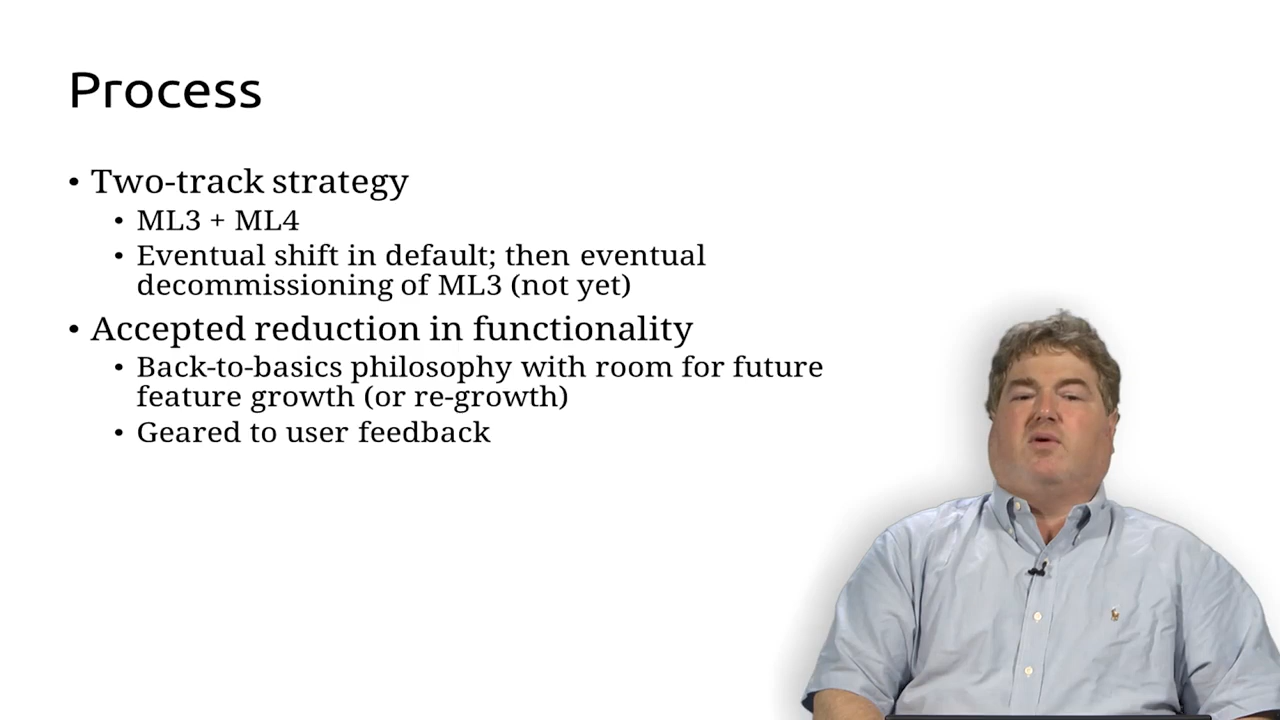 Process
• Two-track strategy
• ML3 + ML4
• Eventual shift in default; then eventual
decommissioning of ML3 (not yet)
• Accepted reduction in functionality
• Back-to-basics philosophy with room for future
feature growth (or re-growth)
• Geared to user feedback